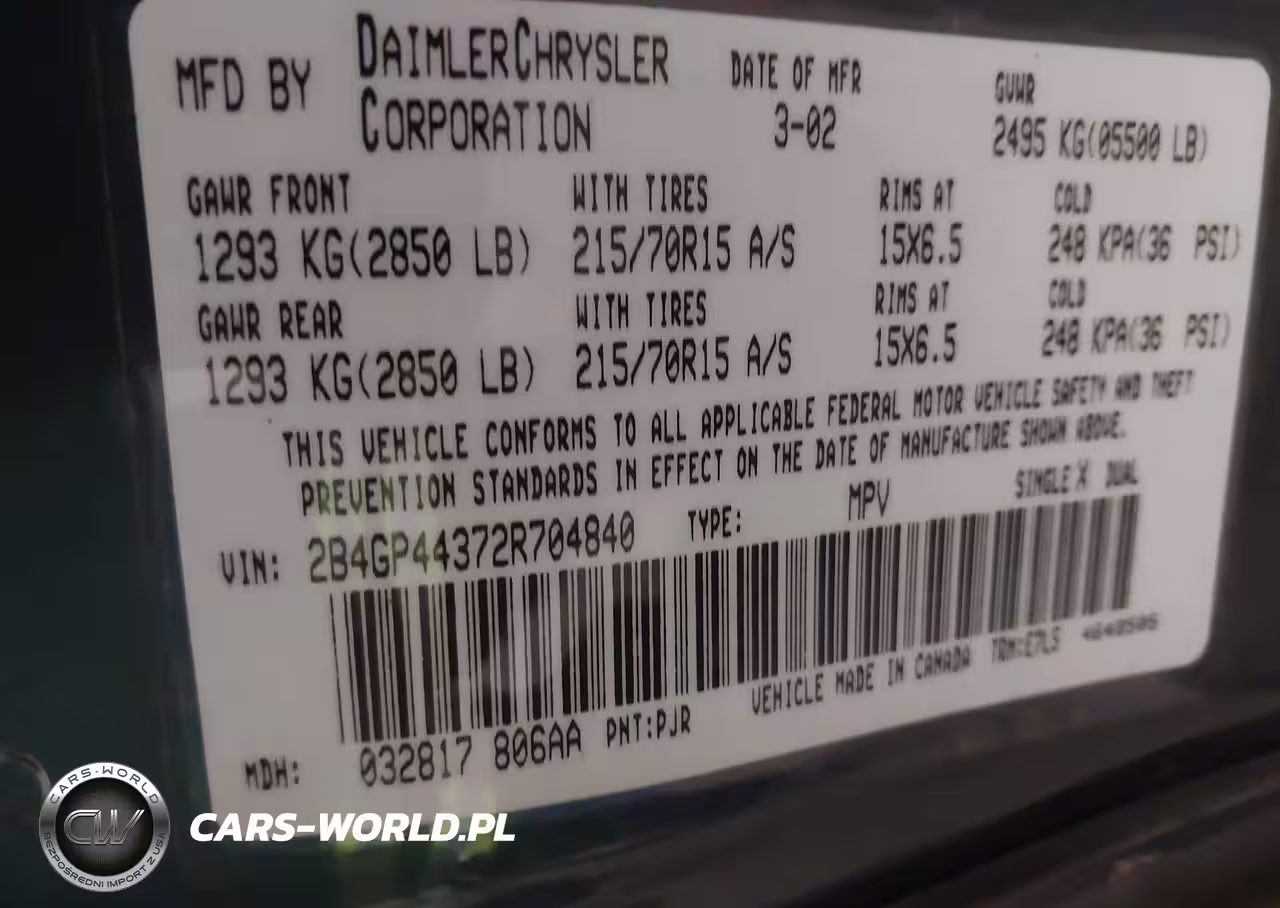 MFD BY DAIMLERCHRYSLER CORPORATION DATE OF MFR 3-02 GVWR 2495 KG(05500 LB)
GAWR FRONT WITH TIRES RIMS AT COLD
1293 KG(2850 LB) 215/70R15 A/S 15X6.5 248 KPA(36 PSI)
GAWR REAR WITH TIRES RIMS AT COLD
1293 KG(2850 LB) 215/70R15 A/S 15X6.5 248 KPA(36 PSI)
THIS VEHICLE CONFORMS TO ALL APPLICABLE FEDERAL MOTOR VEHICLE SAFETY AND THEFT
PREVENTION STANDARDS IN EFFECT ON THE DATE OF MANUFACTURE SHOWN ABOVE.
VIN: 2B4GP44372R704840 TYPE: MPV SINGLE X DUAL
MDH: 032817 806AA PNT:PJR VEHICLE MADE IN CANADA TRM:E7L5
CARS-WORLD
CW
BEZPOŚREDNI IMPORT Z USA
CARS-WORLD.PL